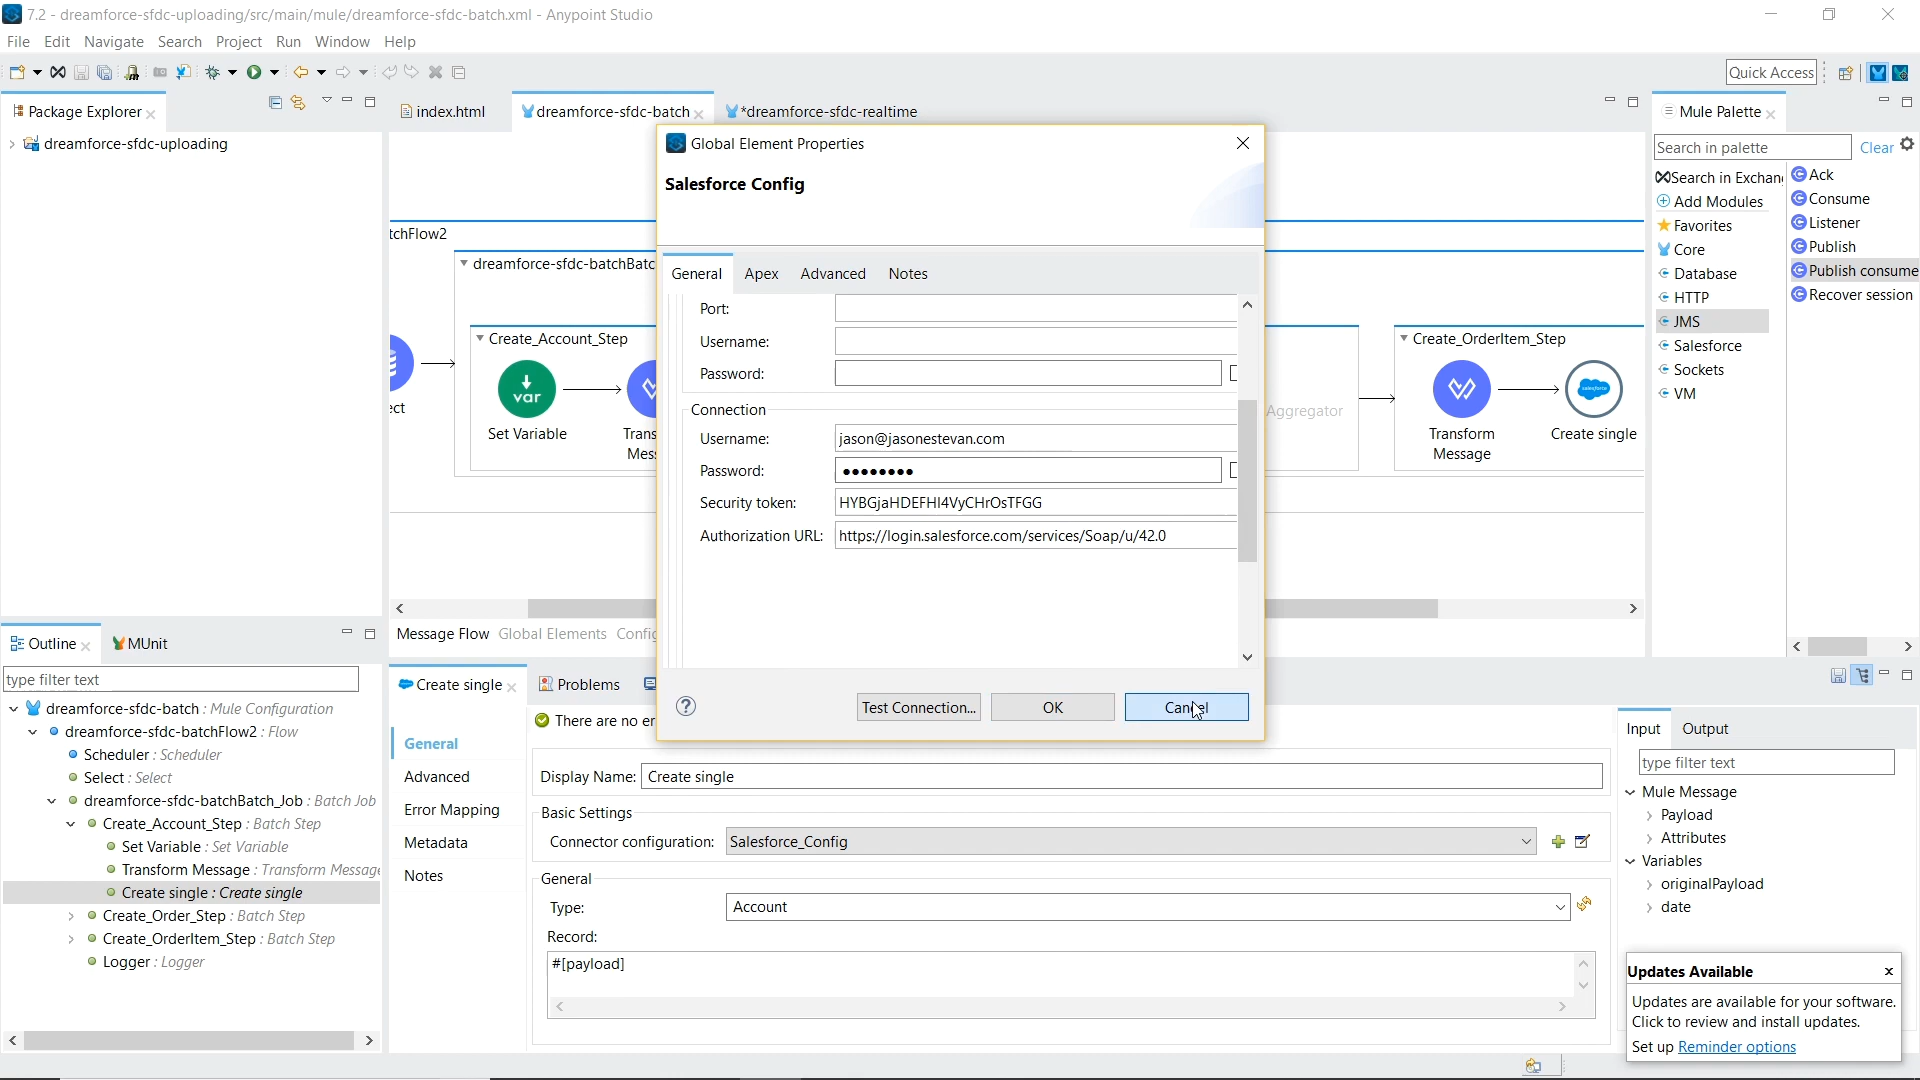 7.2 - dreamforce-sfdc-uploading/src/main/mule/dreamforce-sfdc-batch.xml - Anypoint Studio
File Edit Navigate Search Project Run Window Help
Quick Access
Package Explorer
dreamforce-sfdc-uploading
index.html
dreamforce-sfdc-batch
*dreamforce-sfdc-realtime
tchFlow2
dreamforce-sfdc-batchBatc
ct
Create_Account_Step
var
Set Variable
Trans
Mess
Aggregator
Create_OrderItem_Step
Transform
Message
salesforce
Create single
Message Flow Global Elements Config
Global Element Properties
Salesforce Config
General Apex Advanced Notes
Port:
Username:
Password:
Connection
Username: jason@jasonestevan.com
Password: ●●●●●●●●
Security token: HYBGjaHDEFHI4VyCHrOsTFGG
Authorization URL: https://login.salesforce.com/services/Soap/u/42.0
Test Connection... OK Cancel
Mule Palette
Search in palette Clear
Search in Exchan
Add Modules
Favorites
Core
Database
HTTP
JMS
Salesforce
Sockets
VM
Ack
Consume
Listener
Publish
Publish consume
Recover session
Outline MUnit
type filter text
dreamforce-sfdc-batch : Mule Configuration
dreamforce-sfdc-batchFlow2 : Flow
Scheduler : Scheduler
Select : Select
dreamforce-sfdc-batchBatch_Job : Batch Job
Create_Account_Step : Batch Step
Set Variable : Set Variable
Transform Message : Transform Message
Create single : Create single
Create_Order_Step : Batch Step
Create_OrderItem_Step : Batch Step
Logger : Logger
Create single Problems
There are no er
General
Advanced
Error Mapping
Metadata
Notes
Display Name: Create single
Basic Settings
Connector configuration: Salesforce_Config
General
Type: Account
Record:
#[payload]
Input Output
type filter text
Mule Message
Payload
Attributes
Variables
originalPayload
date
Updates Available
Updates are available for your software.
Click to review and install updates.
Set up Reminder options